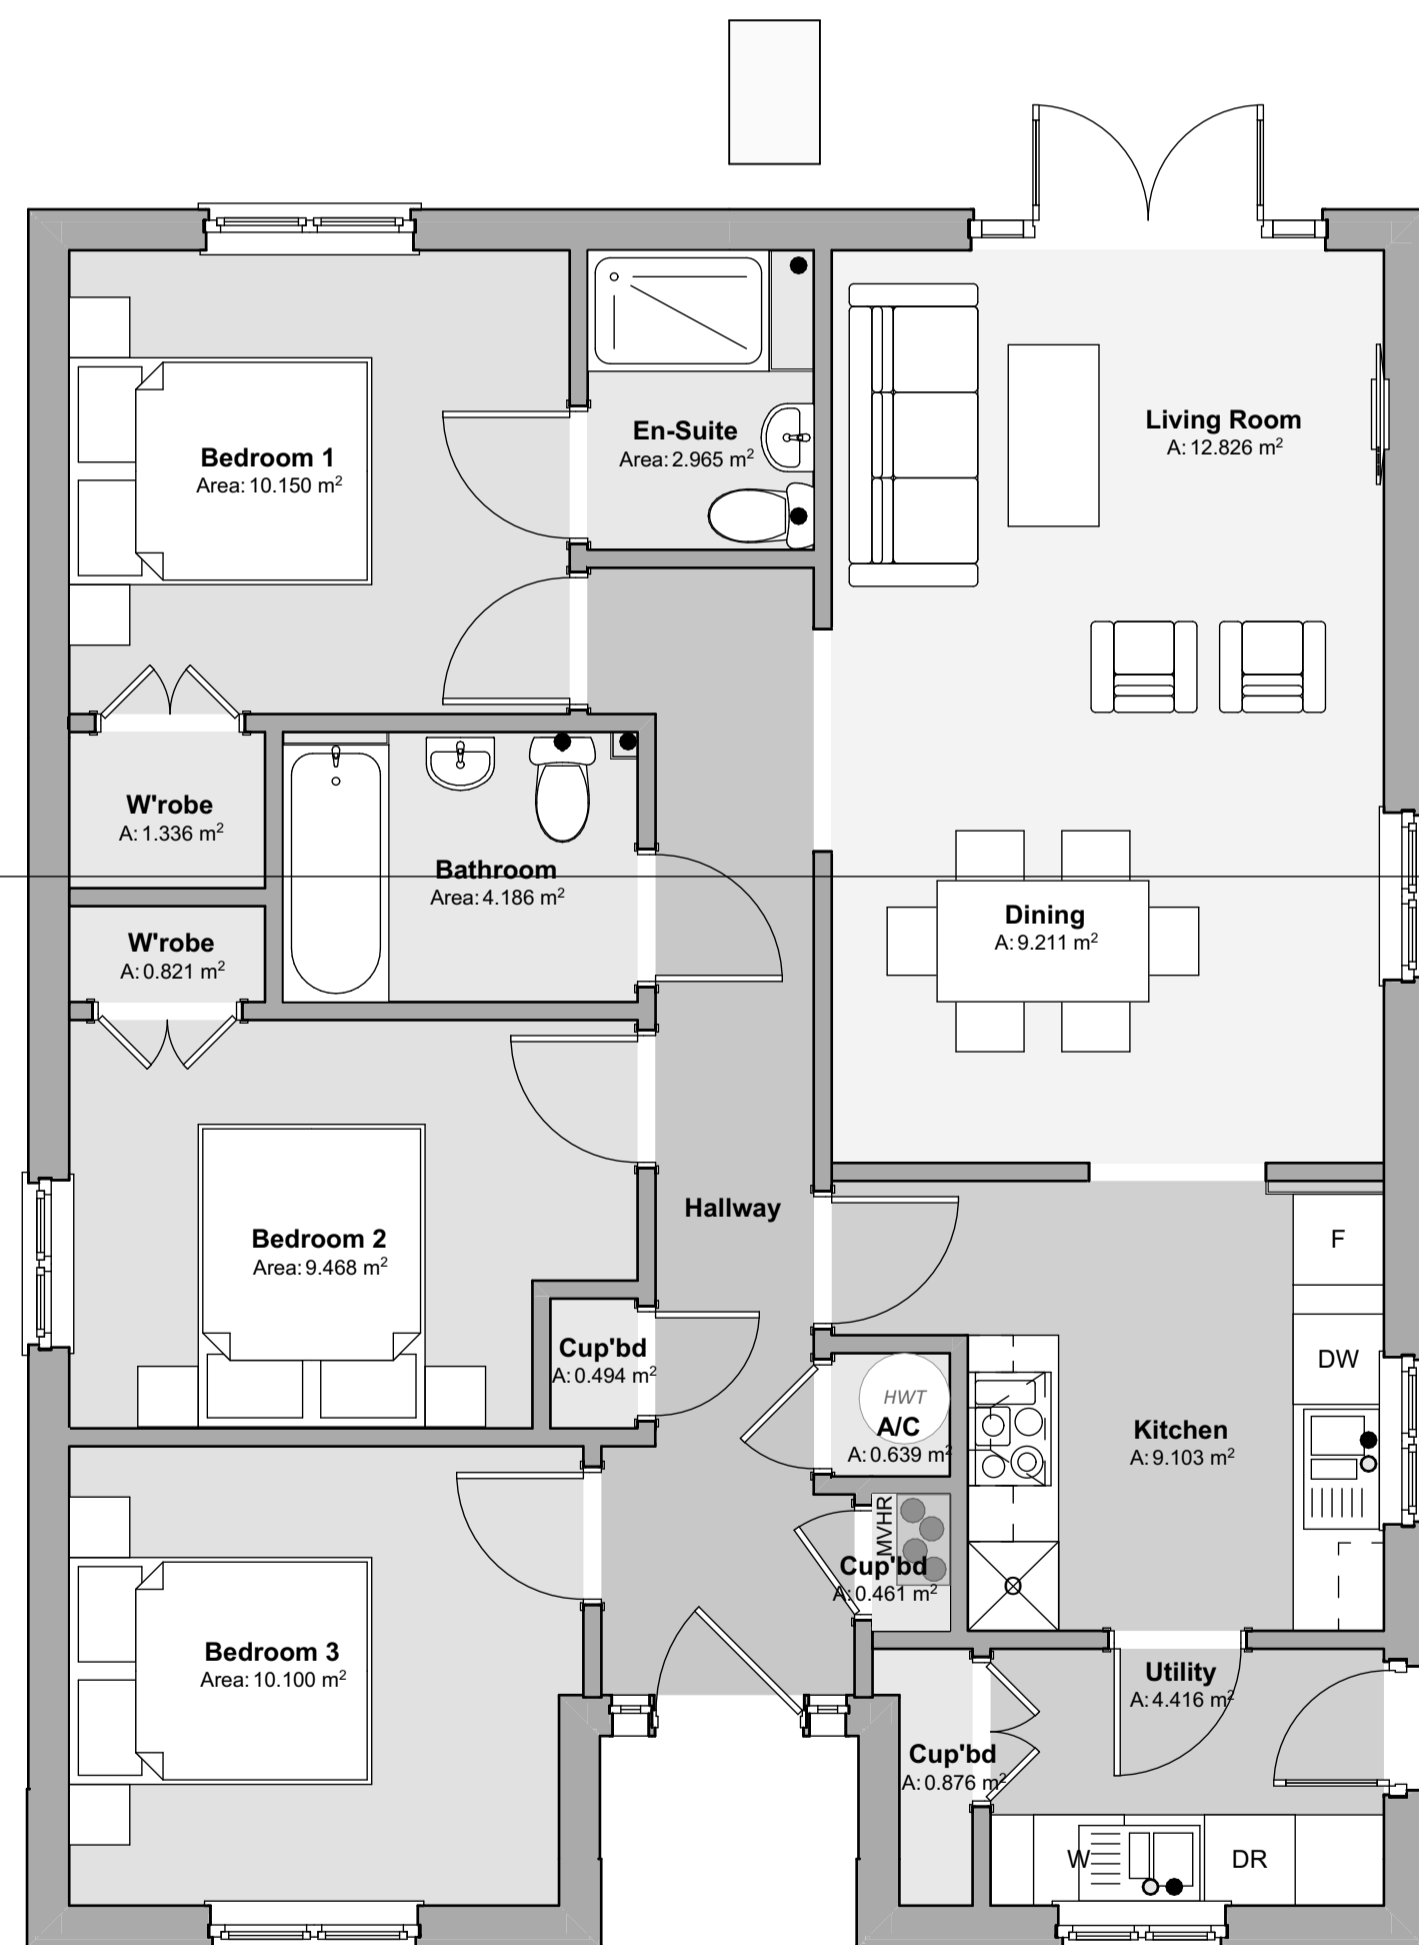 Bedroom 1
Area: 10.150 m²
En-Suite
Area: 2.965 m²
Living Room
A: 12.826 m²
W'robe
A: 1.336 m²
Bathroom
Area: 4.186 m²
W'robe
A: 0.821 m²
Dining
A: 9.211 m²
Hallway
Bedroom 2
Area: 9.468 m²
F
DW
Cup'bd
A: 0.494 m²
HWT
A/C
A: 0.639 m²
Kitchen
A: 9.103 m²
MVHR
Cup'bd
A: 0.461 m²
Bedroom 3
Area: 10.100 m²
Utility
A: 4.416 m²
Cup'bd
A: 0.876 m²
W
DR